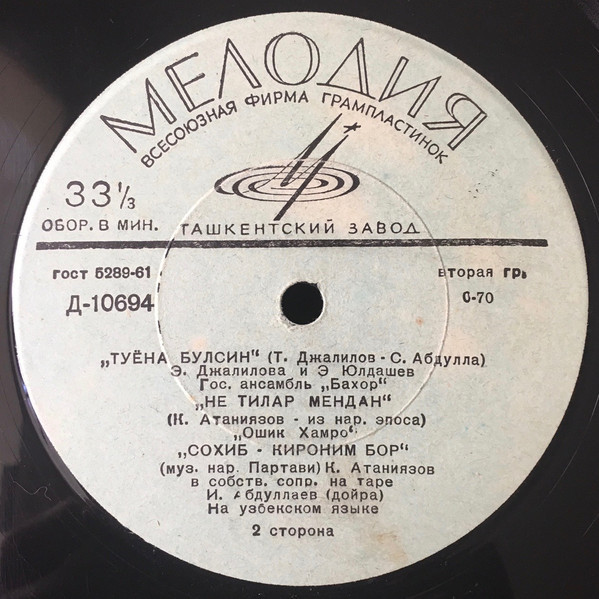 МЕЛОДИЯ
ВСЕСОЮЗНАЯ ФИРМА ГРАМПЛАСТИНОК
33⅓
ОБОР. В МИН.
ТАШКЕНТСКИЙ ЗАВОД
гост 5289-61
вторая гр.
Д-10694
0-70
„ТУЁНА БУЛСИН“ (Т. Джалилов - С. Абдулла)
Э. Джалилова и Э Юлдашев
Гос. ансамбль „Бахор“
„НЕ ТИЛАР МЕНДАН“
(К. Атаниязов - из нар. эпоса)
„Ошик Хамро“
„СОХИБ - КИРОНИМ БОР“
(муз. нар. Партави) К. Атаниязов
в собств. сопр. на таре
И. Абдуллаев (дойра)
На узбекском языке
2 сторона